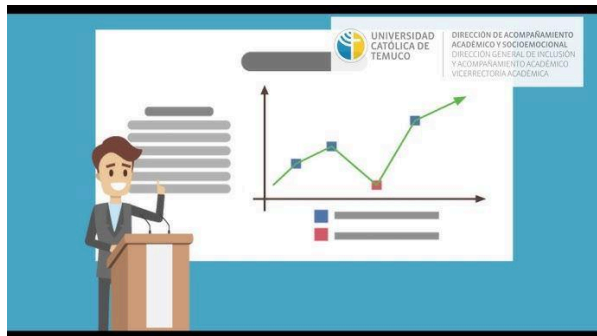 UNIVERSIDAD
CATÓLICA DE
TEMUCO
DIRECCIÓN DE ACOMPAÑAMIENTO
ACADÉMICO Y SOCIOEMOCIONAL
DIRECCIÓN GENERAL DE INCLUSIÓN
Y ACOMPAÑAMIENTO ACADÉMICO
VICERRECTORÍA ACADÉMICA